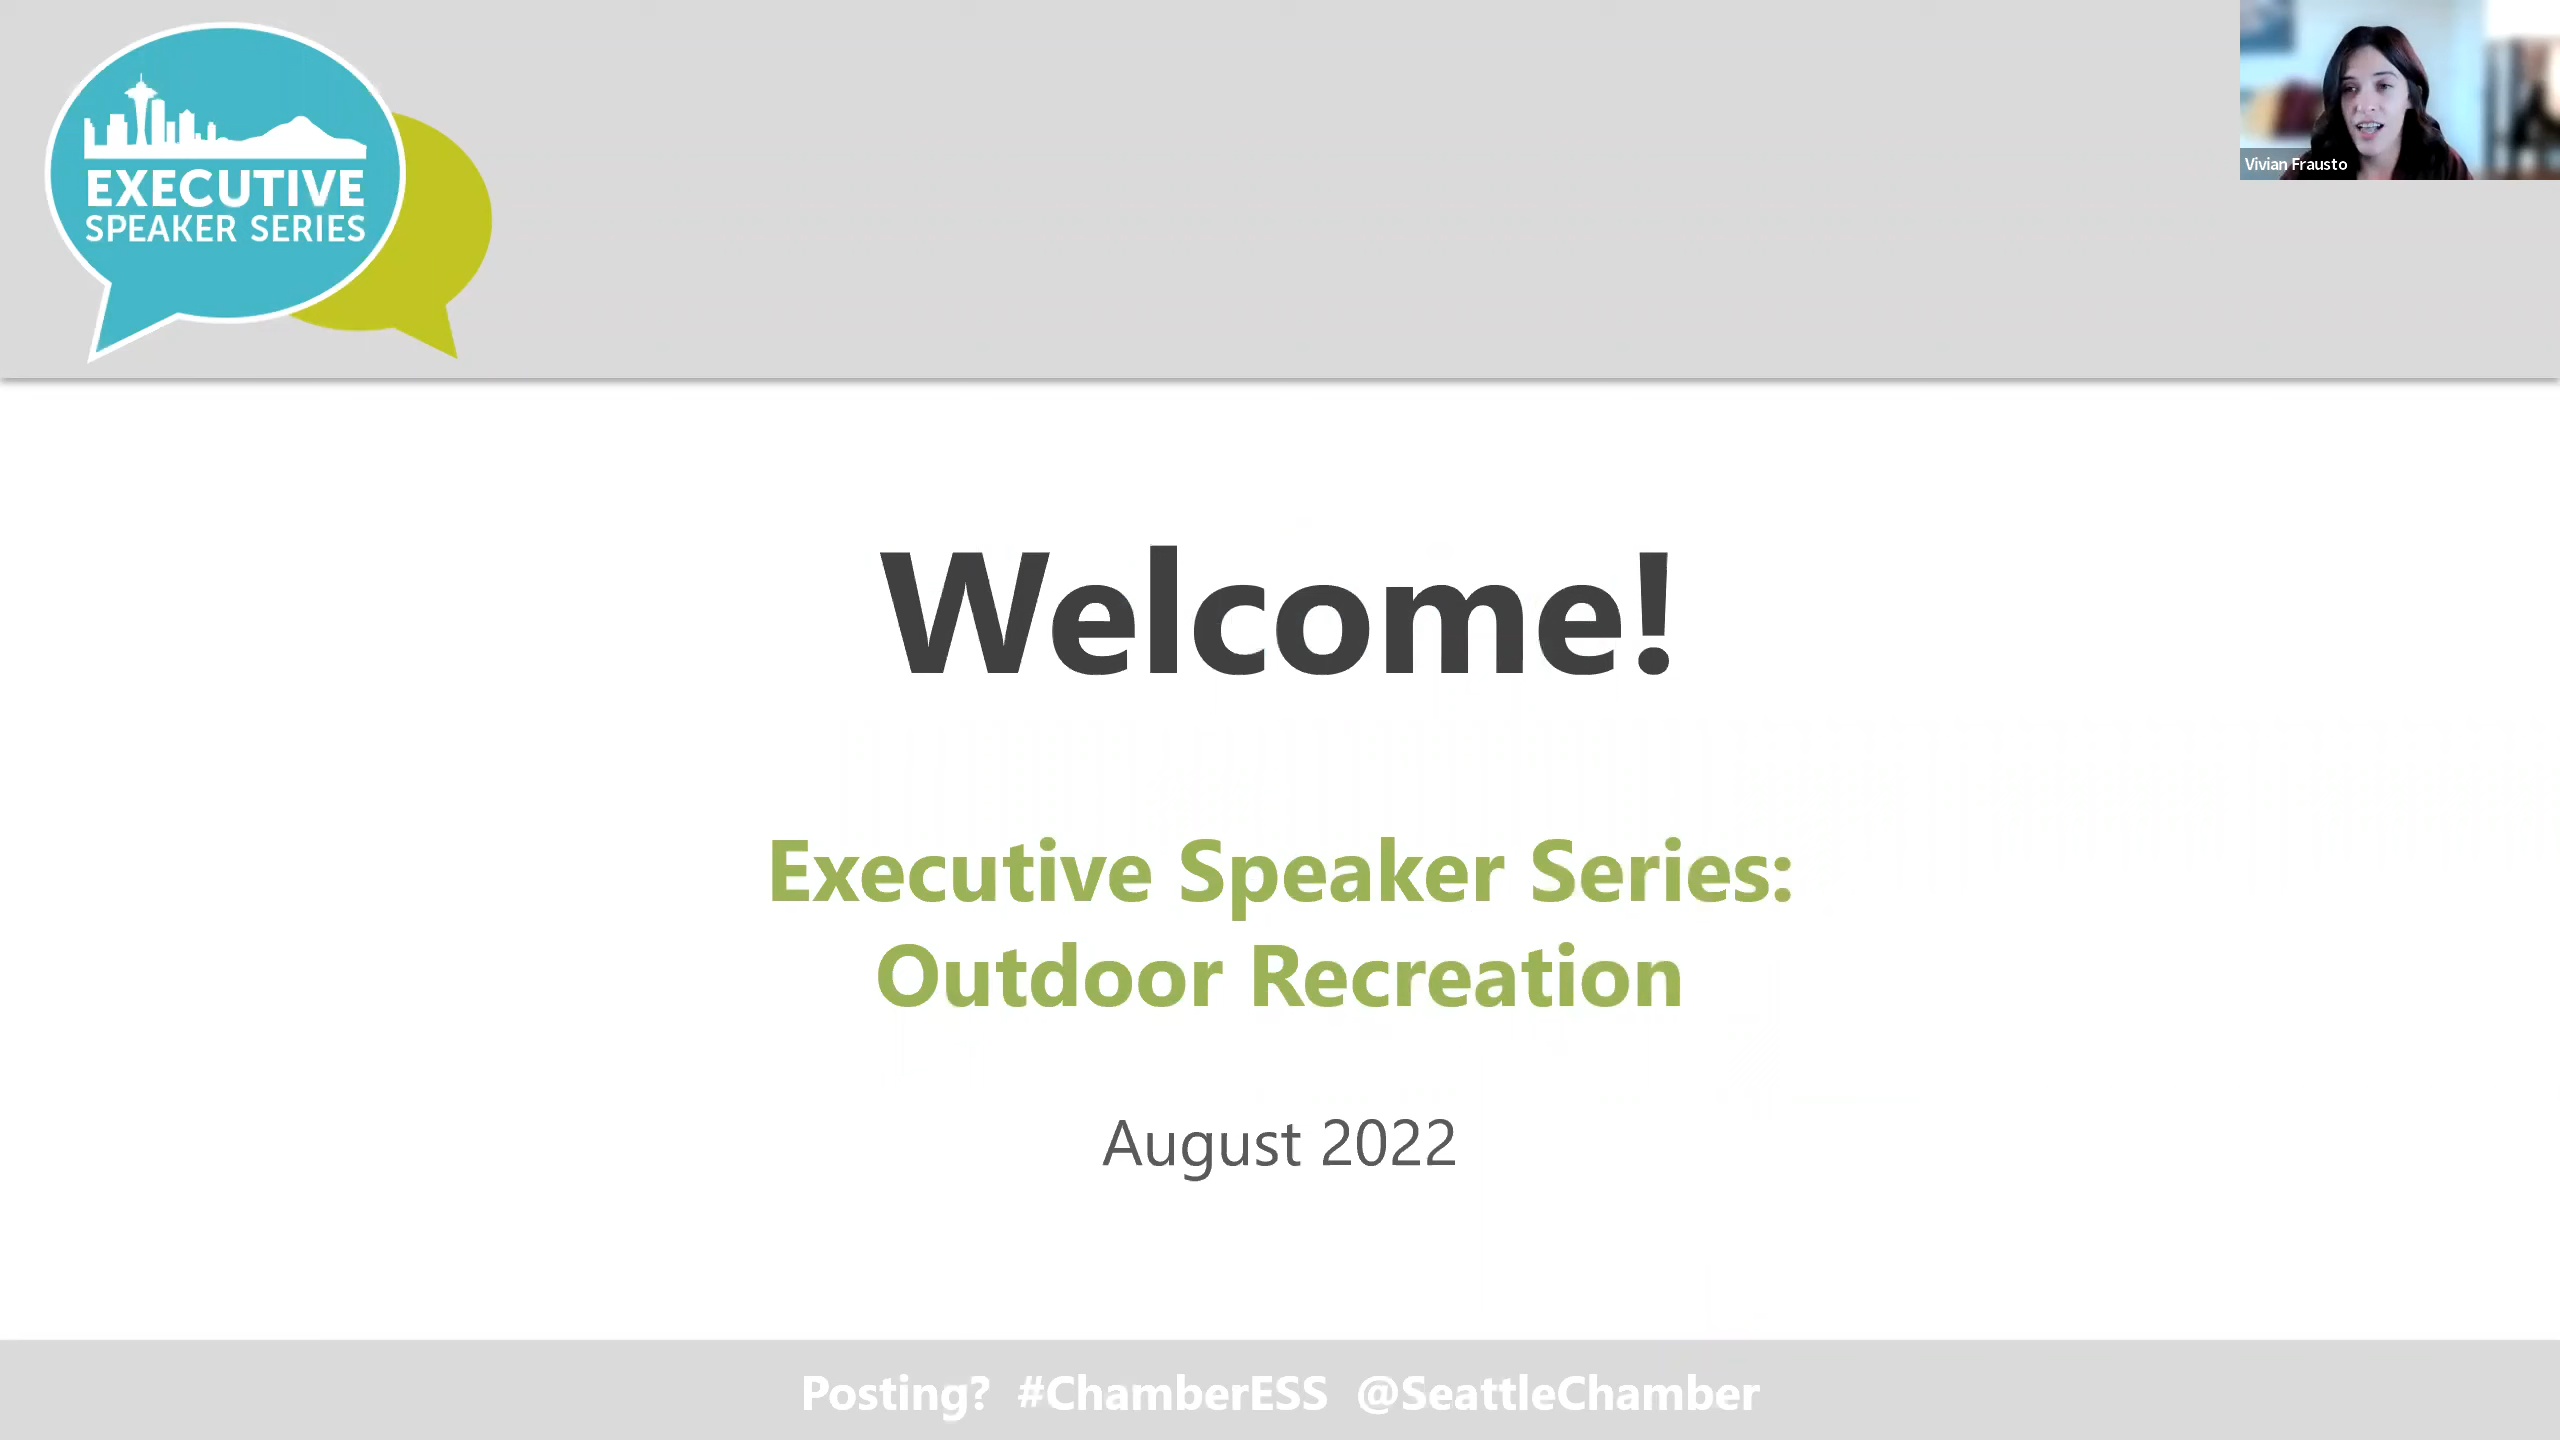 EXECUTIVE
SPEAKER SERIES
Vivian Frausto
Welcome!
Executive Speaker Series:
Outdoor Recreation
August 2022
Posting? #ChamberESS @SeattleChamber